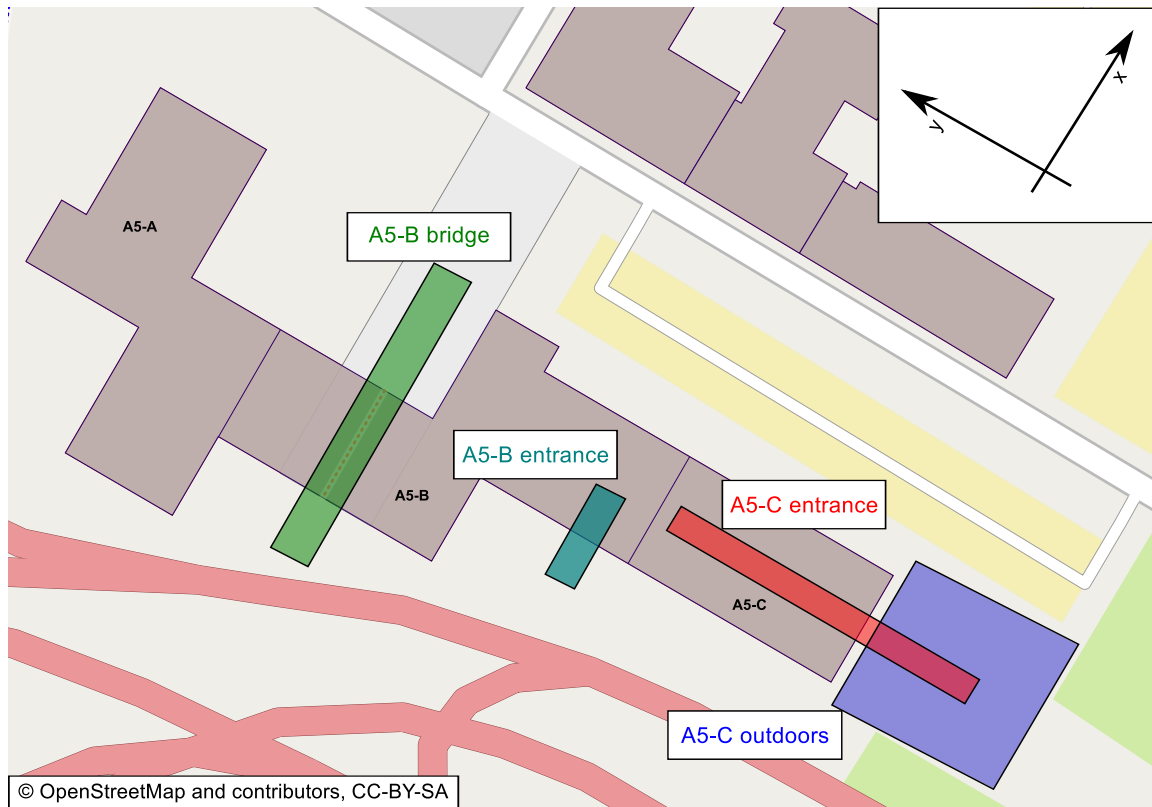 x
y
A5-A
A5-B bridge
A5-B entrance
A5-B
A5-C entrance
A5-C
A5-C outdoors
© OpenStreetMap and contributors, CC-BY-SA